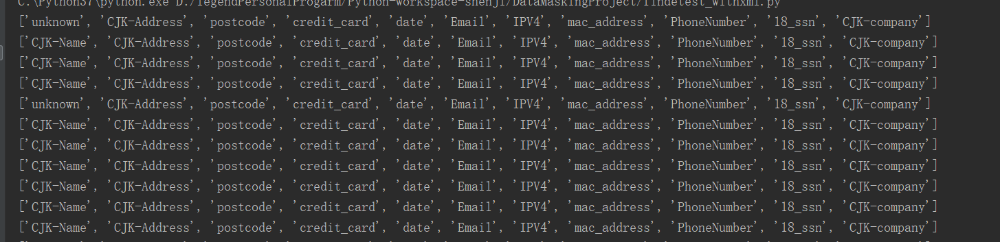 C:\Python37\python.exe D:/legendPersonalProgarm/Python-workspace-shenji/DataMaskingProject/findetest_withxml.py
['unknown', 'CJK-Address', 'postcode', 'credit_card', 'date', 'Email', 'IPV4', 'mac_address', 'PhoneNumber', '18_ssn', 'CJK-company']
['CJK-Name', 'CJK-Address', 'postcode', 'credit_card', 'date', 'Email', 'IPV4', 'mac_address', 'PhoneNumber', '18_ssn', 'CJK-company']
['CJK-Name', 'CJK-Address', 'postcode', 'credit_card', 'date', 'Email', 'IPV4', 'mac_address', 'PhoneNumber', '18_ssn', 'CJK-company']
['CJK-Name', 'CJK-Address', 'postcode', 'credit_card', 'date', 'Email', 'IPV4', 'mac_address', 'PhoneNumber', '18_ssn', 'CJK-company']
['unknown', 'CJK-Address', 'postcode', 'credit_card', 'date', 'Email', 'IPV4', 'mac_address', 'PhoneNumber', '18_ssn', 'CJK-company']
['CJK-Name', 'CJK-Address', 'postcode', 'credit_card', 'date', 'Email', 'IPV4', 'mac_address', 'PhoneNumber', '18_ssn', 'CJK-company']
['CJK-Name', 'CJK-Address', 'postcode', 'credit_card', 'date', 'Email', 'IPV4', 'mac_address', 'PhoneNumber', '18_ssn', 'CJK-company']
['CJK-Name', 'CJK-Address', 'postcode', 'credit_card', 'date', 'Email', 'IPV4', 'mac_address', 'PhoneNumber', '18_ssn', 'CJK-company']
['CJK-Name', 'CJK-Address', 'postcode', 'credit_card', 'date', 'Email', 'IPV4', 'mac_address', 'PhoneNumber', '18_ssn', 'CJK-company']
['CJK-Name', 'CJK-Address', 'postcode', 'credit_card', 'date', 'Email', 'IPV4', 'mac_address', 'PhoneNumber', '18_ssn', 'CJK-company']
['CJK-Name', 'CJK-Address', 'postcode', 'credit_card', 'date', 'Email', 'IPV4', 'mac_address', 'PhoneNumber', '18_ssn', 'CJK-company']